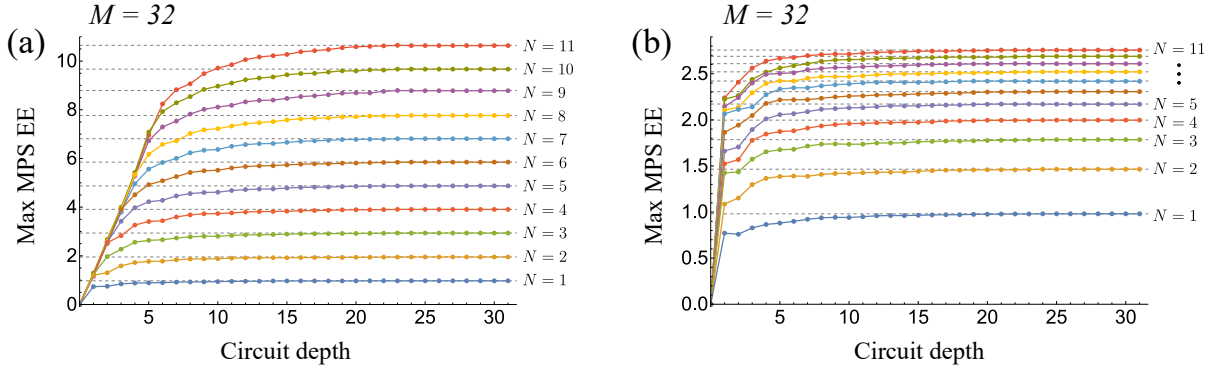 M = 32
(a)
Max MPS EE
10
8
6
4
2
0
5
10
15
20
25
30
Circuit depth
N = 11
N = 10
N = 9
N = 8
N = 7
N = 6
N = 5
N = 4
N = 3
N = 2
N = 1
M = 32
(b)
Max MPS EE
2.5
2.0
1.5
1.0
0.5
0.0
5
10
15
20
25
30
Circuit depth
N = 11
N = 5
N = 4
N = 3
N = 2
N = 1